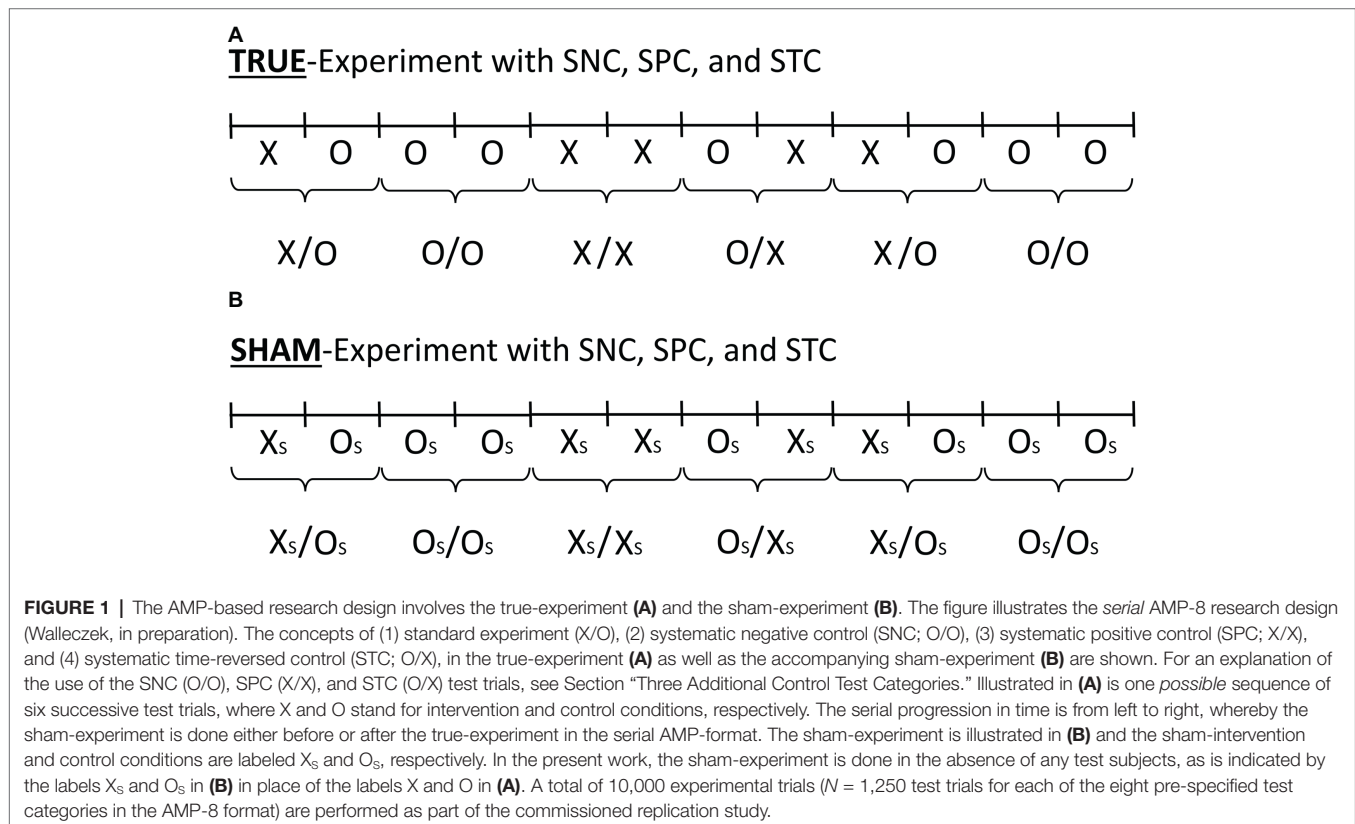 A
TRUE-Experiment with SNC, SPC, and STC
X O O O X X O X X O O O
X/O O/O X/X O/X X/O O/O
B
SHAM-Experiment with SNC, SPC, and STC
Xs Os Os Os Xs Xs Os Xs Xs Os Os Os
Xs/Os Os/Os Xs/Xs Os/Xs Xs/Os Os/Os
FIGURE 1 | The AMP-based research design involves the true-experiment (A) and the sham-experiment (B). The figure illustrates the serial AMP-8 research design
(Walleczek, in preparation). The concepts of (1) standard experiment (X/O), (2) systematic negative control (SNC; O/O), (3) systematic positive control (SPC; X/X),
and (4) systematic time-reversed control (STC; O/X), in the true-experiment (A) as well as the accompanying sham-experiment (B) are shown. For an explanation of
the use of the SNC (O/O), SPC (X/X), and STC (O/X) test trials, see Section “Three Additional Control Test Categories.” Illustrated in (A) is one possible sequence of
six successive test trials, where X and O stand for intervention and control conditions, respectively. The serial progression in time is from left to right, whereby the
sham-experiment is done either before or after the true-experiment in the serial AMP-format. The sham-experiment is illustrated in (B) and the sham-intervention
and control conditions are labeled Xs and Os, respectively. In the present work, the sham-experiment is done in the absence of any test subjects, as is indicated by
the labels Xs and Os in (B) in place of the labels X and O in (A). A total of 10,000 experimental trials (N = 1,250 test trials for each of the eight pre-specified test
categories in the AMP-8 format) are performed as part of the commissioned replication study.